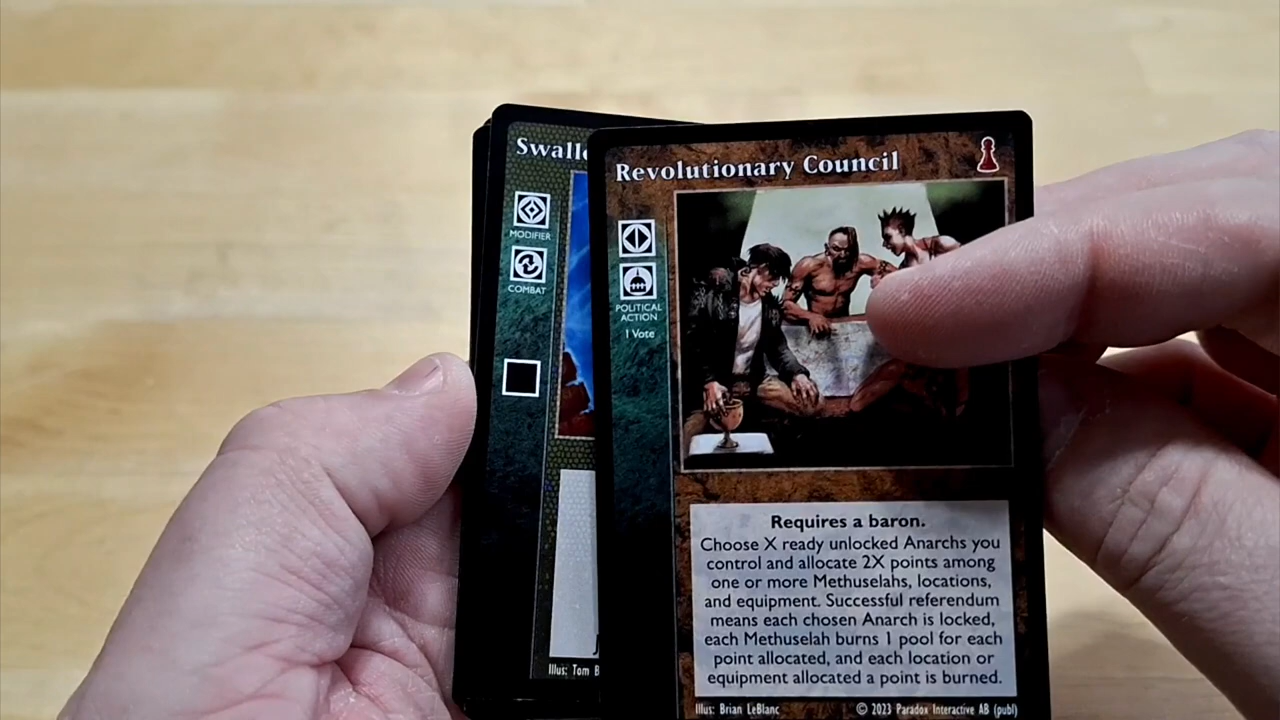 Swall
MODIFIER
COMBAT
Illus: Tom B
Revolutionary Council
POLITICAL
ACTION
1 Vote
Requires a baron.
Choose X ready unlocked Anarchs you
control and allocate 2X points among
one or more Methuselahs, locations,
and equipment. Successful referendum
means each chosen Anarch is locked,
each Methuselah burns 1 pool for each
point allocated, and each location or
equipment allocated a point is burned.
Illus: Brian LeBlanc © 2023 Paradox Interactive AB (publ)